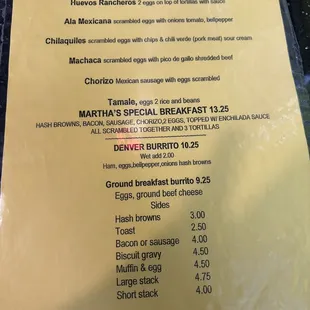 Huevos Rancheros 2 eggs on top of tortillas with sauce
Ala Mexicana scrambled eggs with onions tomato, bellpepper
Chilaquiles scrambled eggs with chips & chili verde (pork meat) sour cream
Machaca scrambled eggs with pico de gallo shredded beef
Chorizo Mexican sausage with eggs scrambled
Tamale, eggs 2 rice and beans
MARTHA'S SPECIAL BREAKFAST 13.25
HASH BROWNS, BACON, SAUSAGE, CHORIZO,2 EGGS, TOPPED W/ ENCHILADA SAUCE
ALL SCRAMBLED TOGETHER AND 3 TORTILLAS
DENVER BURRITO 10.25
Wet add 2.00
Ham, eggs,bellpepper,onions hash browns
Ground breakfast burrito 9.25
Eggs, ground beef cheese
Sides
Hash browns 3.00
Toast 2.50
Bacon or sausage 4.00
Biscuit gravy 4.50
Muffin & egg 4.50
Large stack 4.75
Short stack 4.00